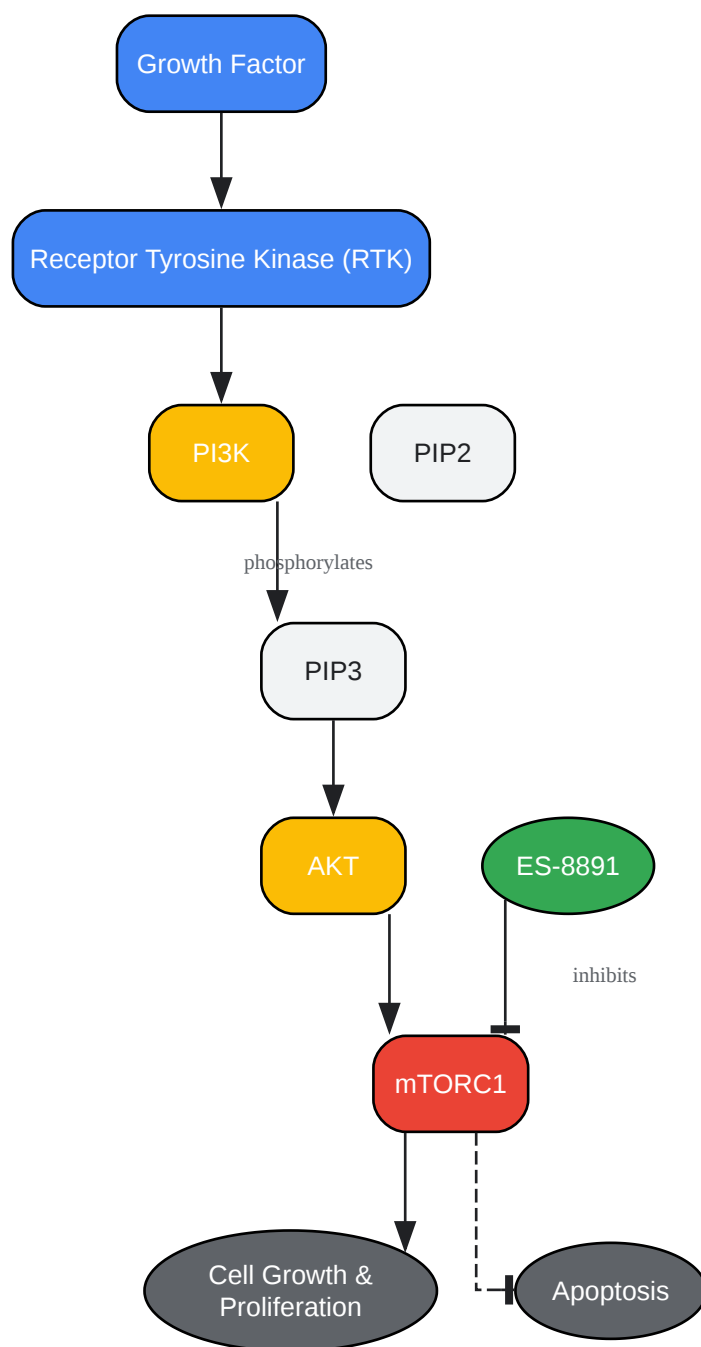 Growth Factor
Receptor Tyrosine Kinase (RTK)
PI3K
PIP2
phosphorylates
PIP3
AKT
ES-8891
inhibits
mTORC1
Cell Growth &
Proliferation
Apoptosis